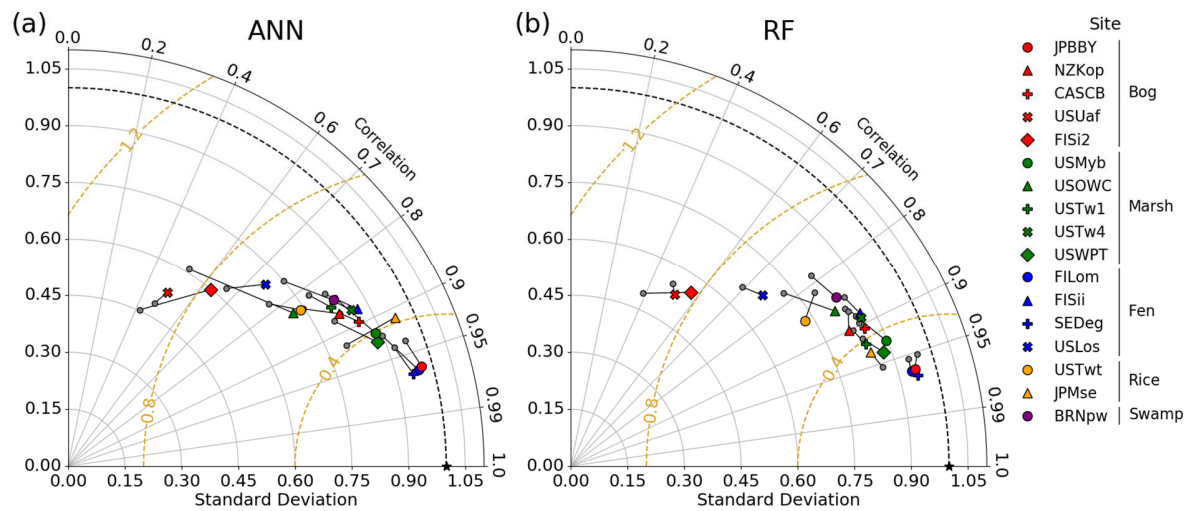 (a) ANN
0.0
0.2
0.4
0.6
0.7
0.8
0.9
0.95
0.99
1.0
Correlation
1.05
0.90
0.75
0.60
0.45
0.30
0.15
0.00
1.2
0.8
0.4
0.00 0.15 0.30 0.45 0.60 0.75 0.90 1.05
Standard Deviation
(b) RF
0.0
0.2
0.4
0.6
0.7
0.8
0.9
0.95
0.99
1.0
Correlation
1.05
0.90
0.75
0.60
0.45
0.30
0.15
0.00
1.2
0.8
0.4
0.00 0.15 0.30 0.45 0.60 0.75 0.90 1.05
Standard Deviation
Site
JPBBY
NZKop
CASCB
USUaf
FISi2
Bog
USMyb
USOWC
USTw1
USTw4
USWPT
Marsh
FILom
FISii
SEDeg
USLos
Fen
USTwt
JPMse
Rice
BRNpw
Swamp